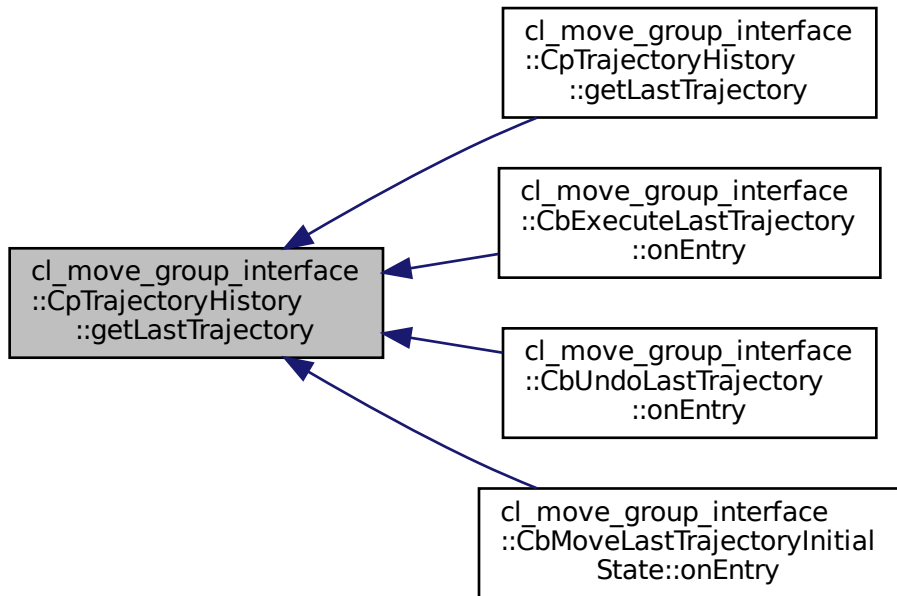 cl_move_group_interface
::CpTrajectoryHistory
::getLastTrajectory
cl_move_group_interface
::CpTrajectoryHistory
::getLastTrajectory
cl_move_group_interface
::CbExecuteLastTrajectory
::onEntry
cl_move_group_interface
::CbUndoLastTrajectory
::onEntry
cl_move_group_interface
::CbMoveLastTrajectoryInitial
State::onEntry